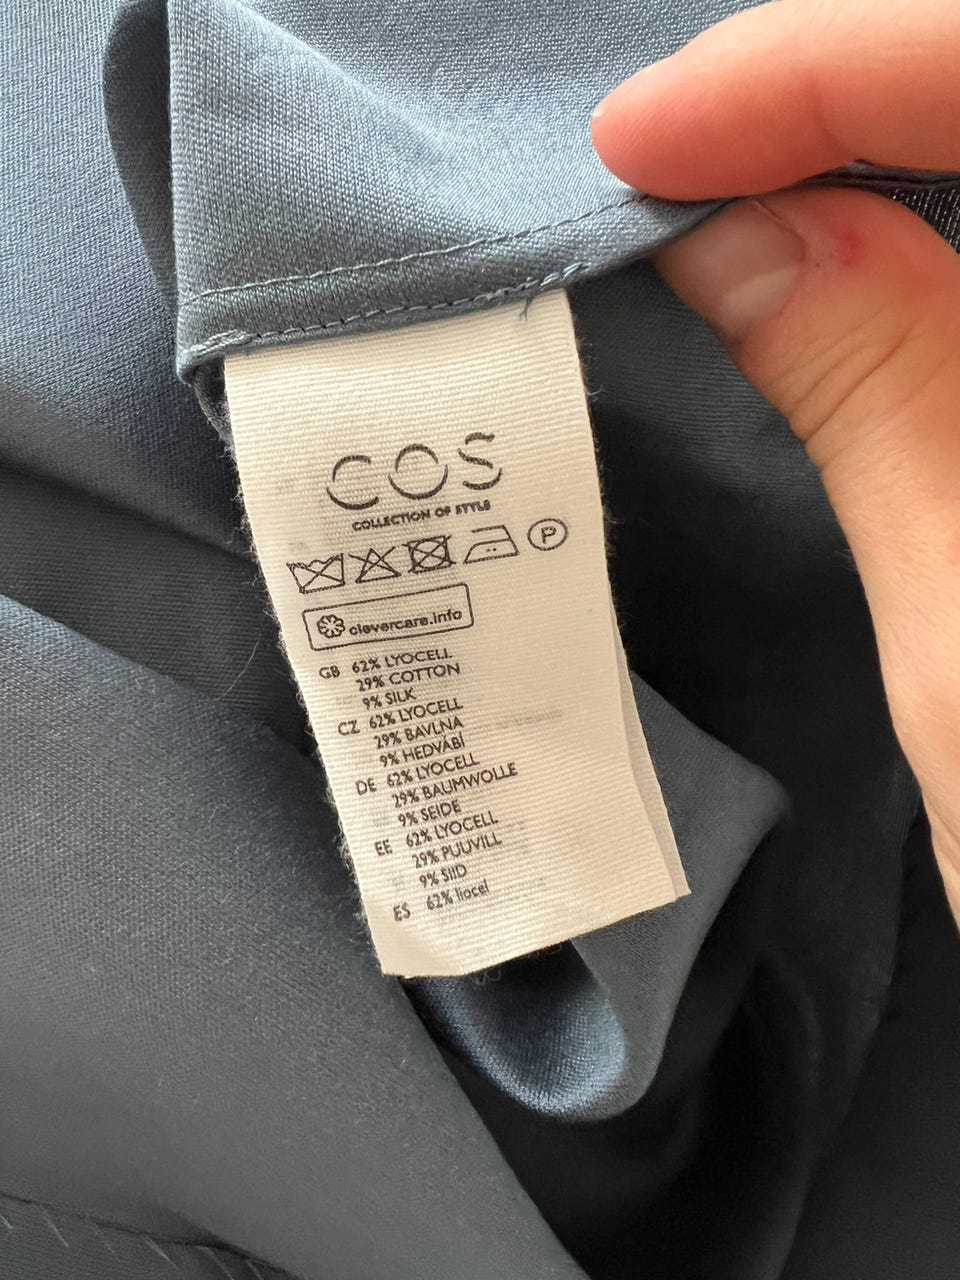 COS
COLLECTION OF STYLE
P
clevercare.info
GB 62% LYOCELL
29% COTTON
9% SILK
CZ 62% LYOCELL
29% BAVLNA
9% HEDVÁBÍ
DE 62% LYOCELL
29% BAUMWOLLE
9% SEIDE
EE 62% LYOCELL
29% PUUVILL
9% SIID
ES 62% liocel